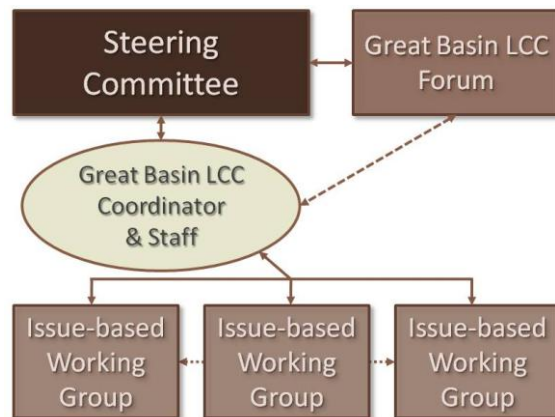 Steering
Committee
Great Basin LCC
Forum
Great Basin LCC
Coordinator
& Staff
Issue-based
Working
Group
Issue-based
Working
Group
Issue-based
Working
Group